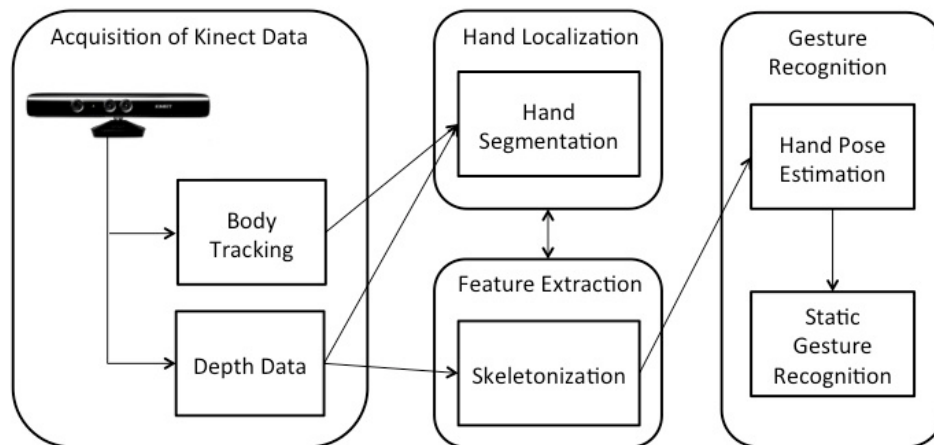 Acquisition of Kinect Data
KINECT
Body
Tracking
Depth Data
Hand Localization
Hand
Segmentation
Feature Extraction
Skeletonization
Gesture
Recognition
Hand Pose
Estimation
Static
Gesture
Recognition